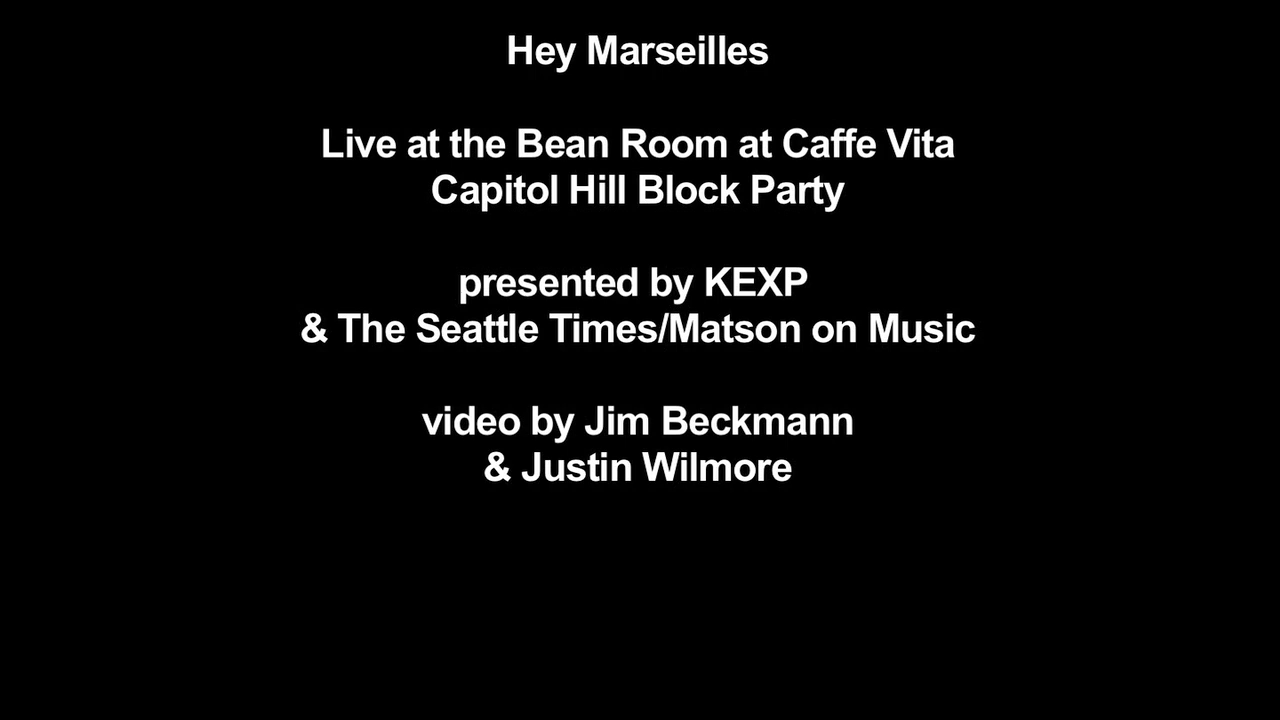 Hey Marseilles
Live at the Bean Room at Caffe Vita
Capitol Hill Block Party
presented by KEXP
& The Seattle Times/Matson on Music
video by Jim Beckmann
& Justin Wilmore